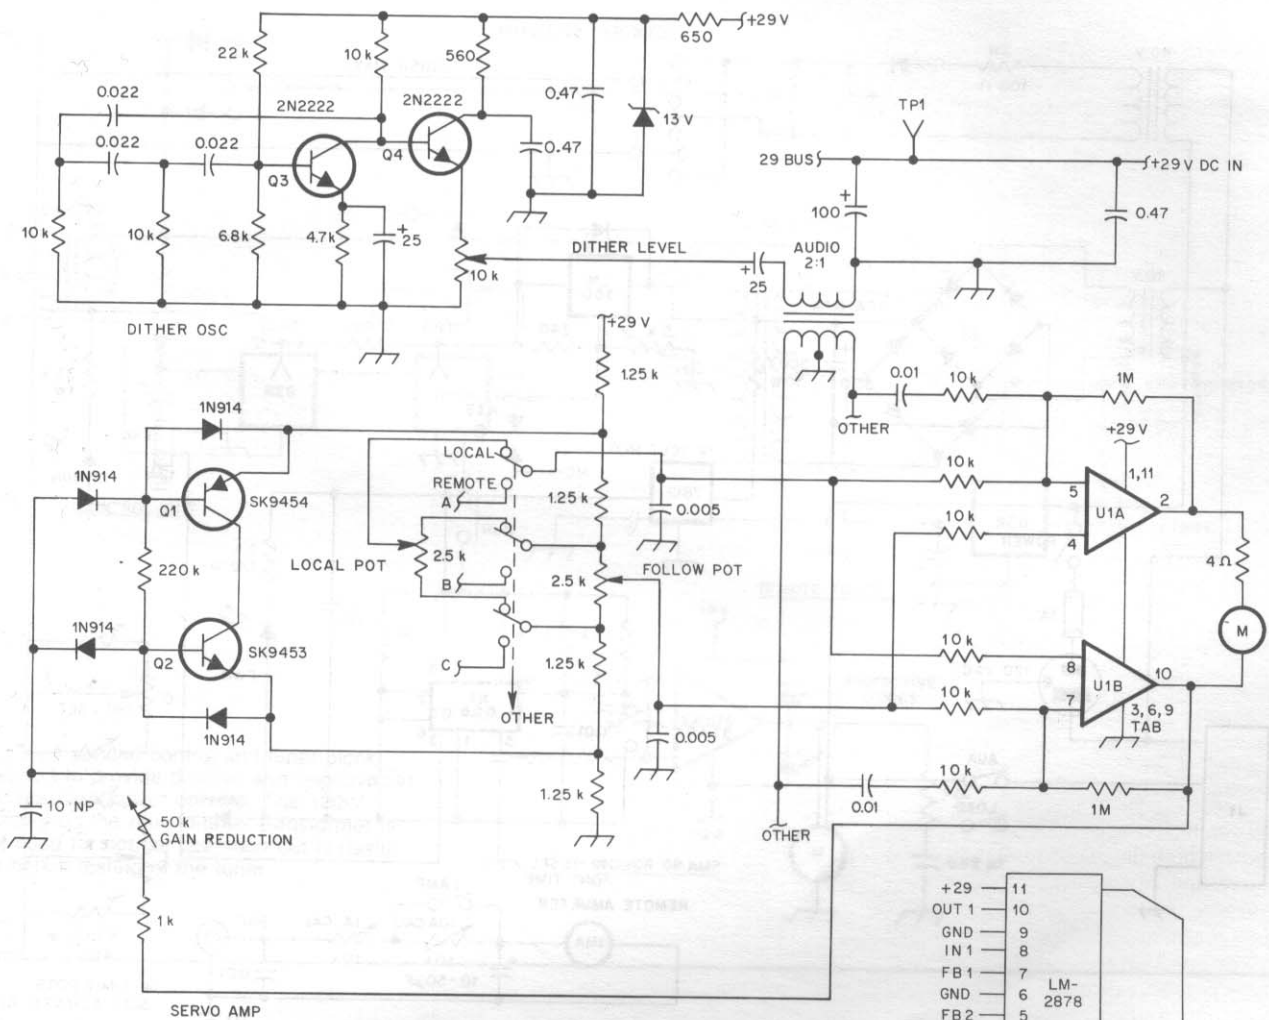 +29 V
650
22 k
10 k
560
0.022
2N2222
2N2222
0.47
13 V
0.022
0.022
Q4
0.47
Q3
TP1
29 BUS
+29 V DC IN
+
100
0.47
10 k
10 k
6.8k
4.7k
+
25
10 k
DITHER LEVEL
+
25
AUDIO
2:1
DITHER OSC
+29 V
1.25 k
0.01
10 k
1M
OTHER
+29 V
1N914
LOCAL
1N914
REMOTE
A
1.25 k
0.005
10 k
5
1,11
2
U1A
Q1
SK9454
10 k
4
220 k
LOCAL POT
2.5 k
B
2.5 k
FOLLOW POT
4 Ω
1N914
M
Q2
SK9453
C
1.25 k
10 k
8
U1B
10
10 k
7
3, 6, 9
TAB
1N914
OTHER
0.005
10 NP
50k
GAIN REDUCTION
1.25 k
0.01
10 k
1M
OTHER
1k
SERVO AMP
+29 11
OUT 1 10
GND 9
IN 1 8
FB 1 7
GND 6
FB 2 5
LM-
2878